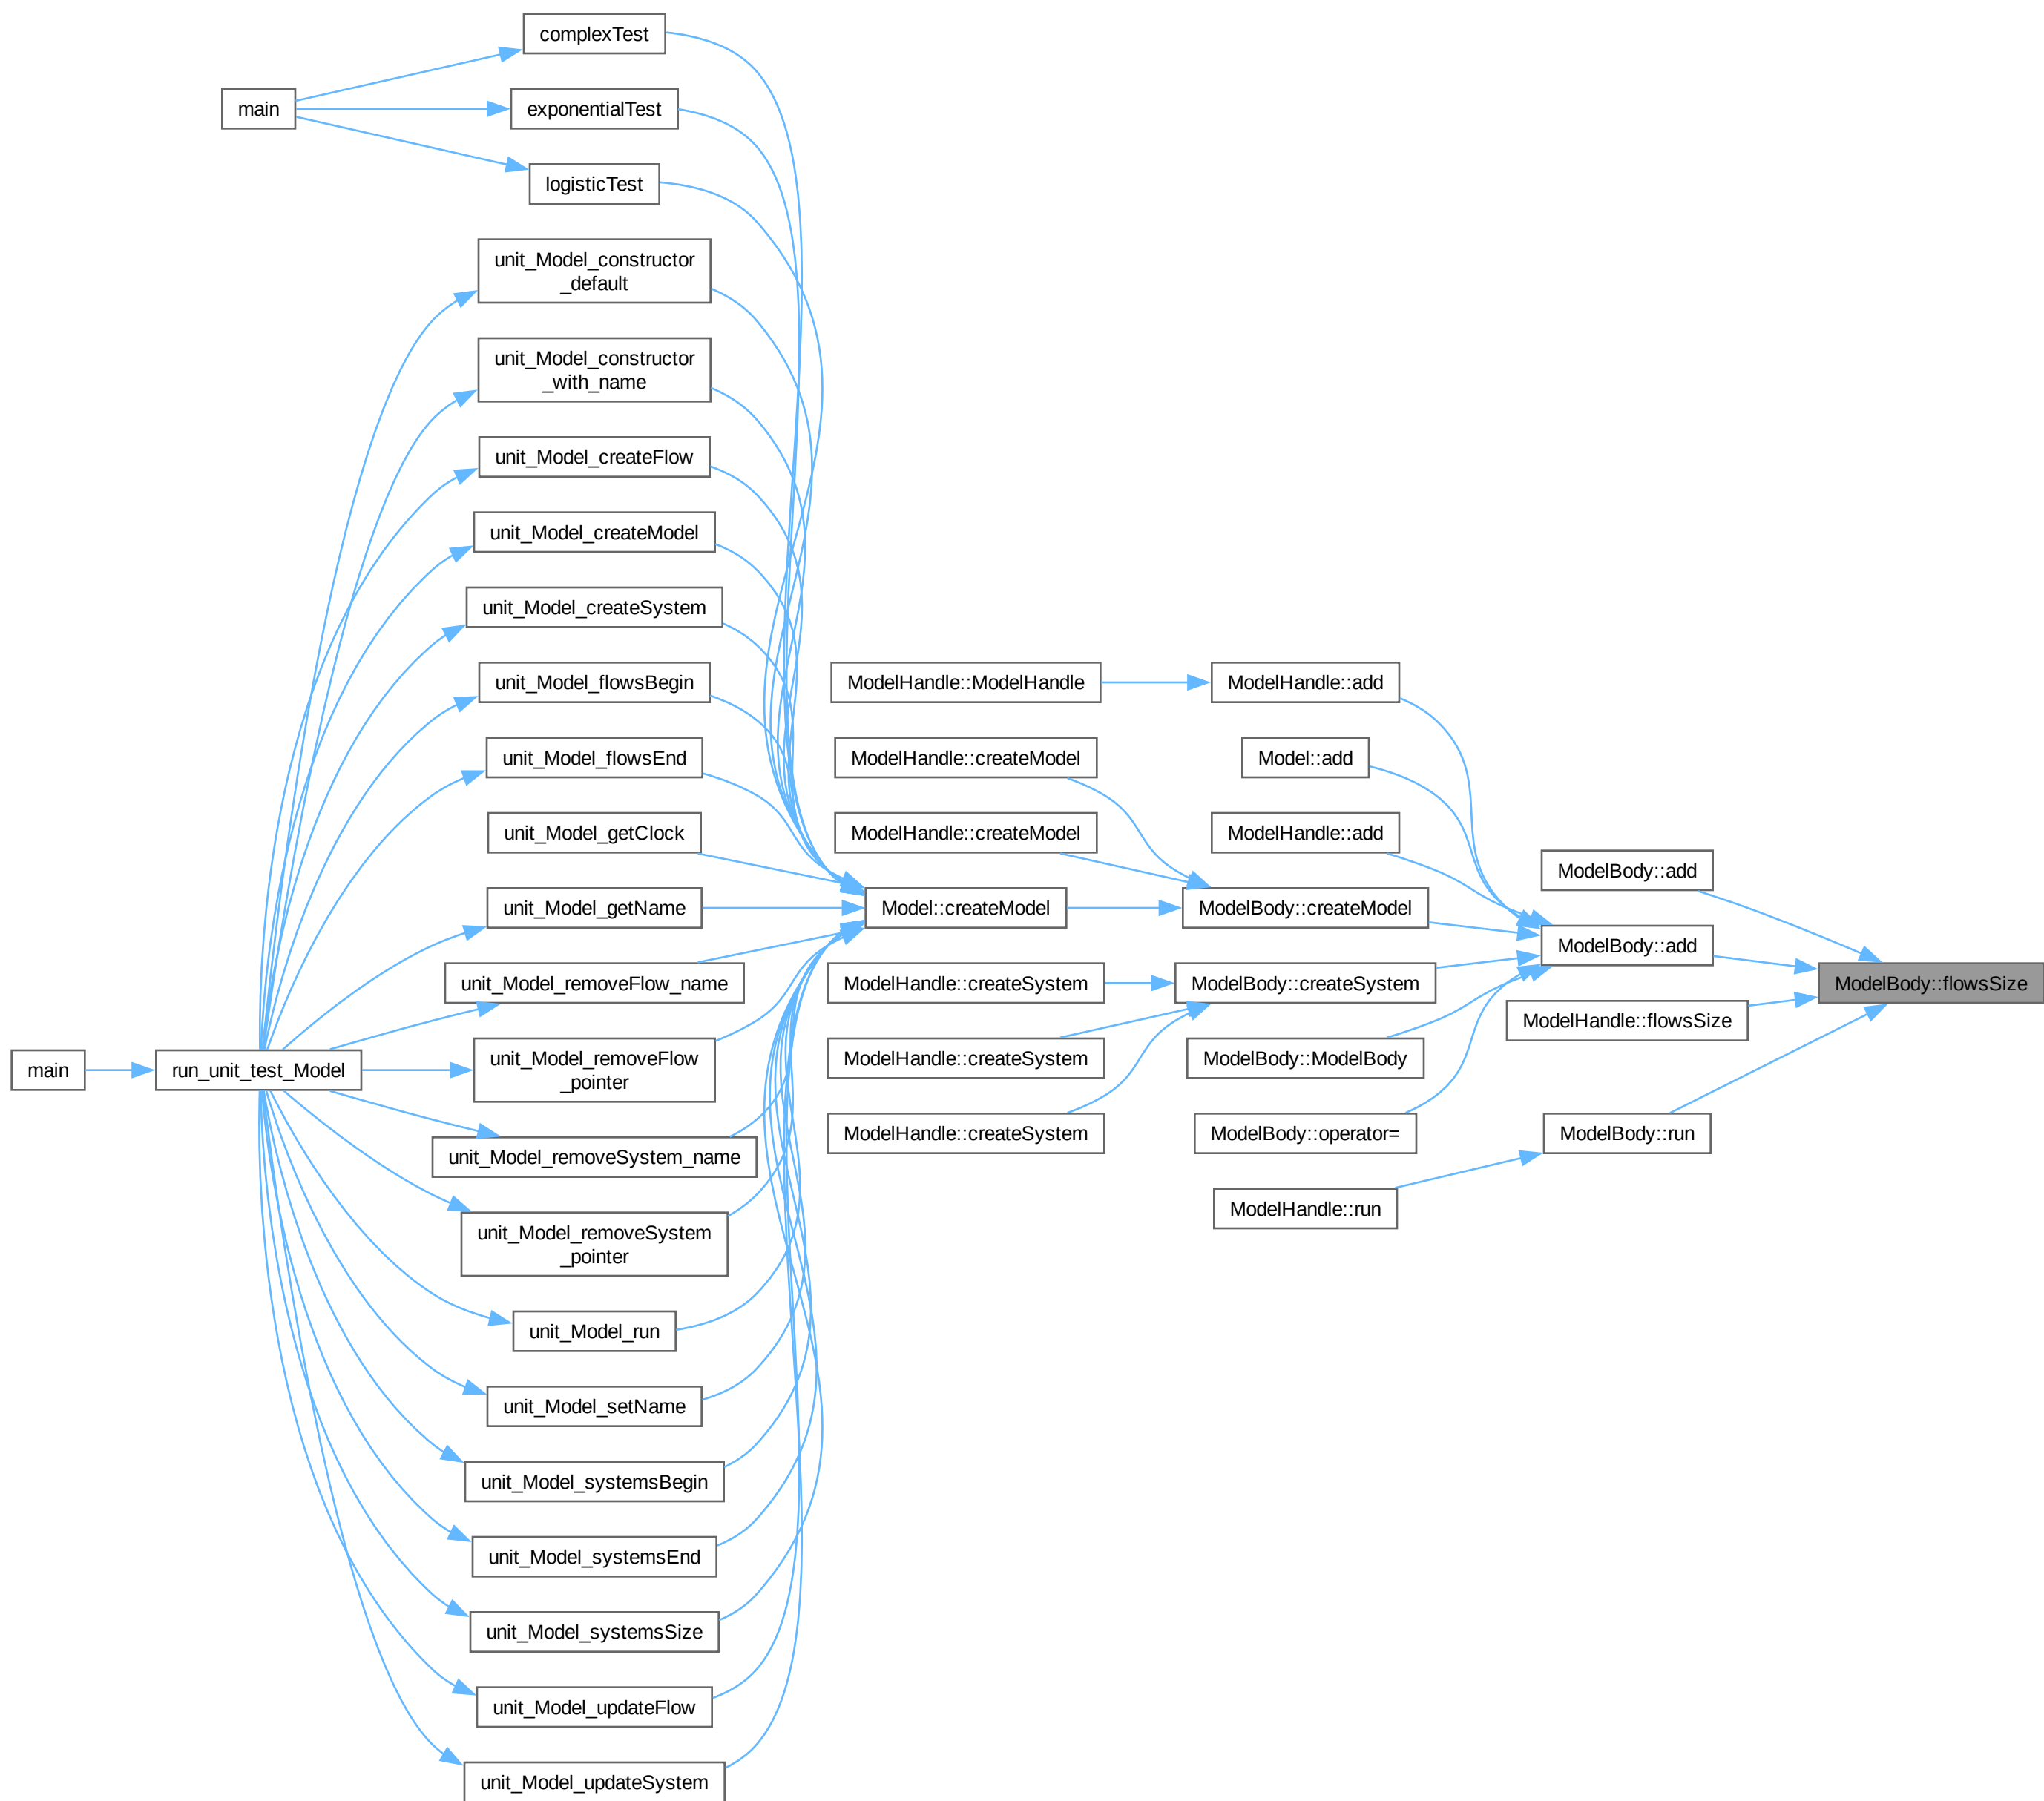 complexTest
main
exponentialTest
logisticTest
unit_Model_constructor
_default
unit_Model_constructor
_with_name
unit_Model_createFlow
unit_Model_createModel
unit_Model_createSystem
unit_Model_flowsBegin
unit_Model_flowsEnd
unit_Model_getClock
unit_Model_getName
unit_Model_removeFlow_name
unit_Model_removeFlow
_pointer
main
run_unit_test_Model
unit_Model_removeSystem_name
unit_Model_removeSystem
_pointer
unit_Model_run
unit_Model_setName
unit_Model_systemsBegin
unit_Model_systemsEnd
unit_Model_systemsSize
unit_Model_updateFlow
unit_Model_updateSystem
ModelHandle::ModelHandle
ModelHandle::createModel
ModelHandle::createModel
Model::createModel
ModelHandle::createSystem
ModelHandle::createSystem
ModelHandle::createSystem
ModelHandle::add
Model::add
ModelHandle::add
ModelBody::createModel
ModelBody::createSystem
ModelBody::ModelBody
ModelBody::operator=
ModelHandle::run
ModelBody::add
ModelBody::add
ModelHandle::flowsSize
ModelBody::run
ModelBody::flowsSize